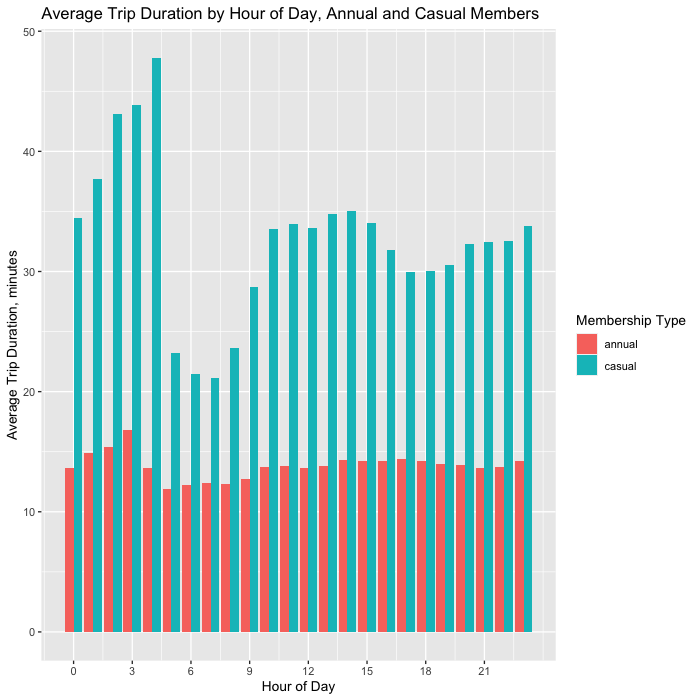 Average Trip Duration by Hour of Day, Annual and Casual Members
50
40
30
20
10
0
Average Trip Duration, minutes
0 3 6 9 12 15 18 21
Hour of Day
Membership Type
annual
casual